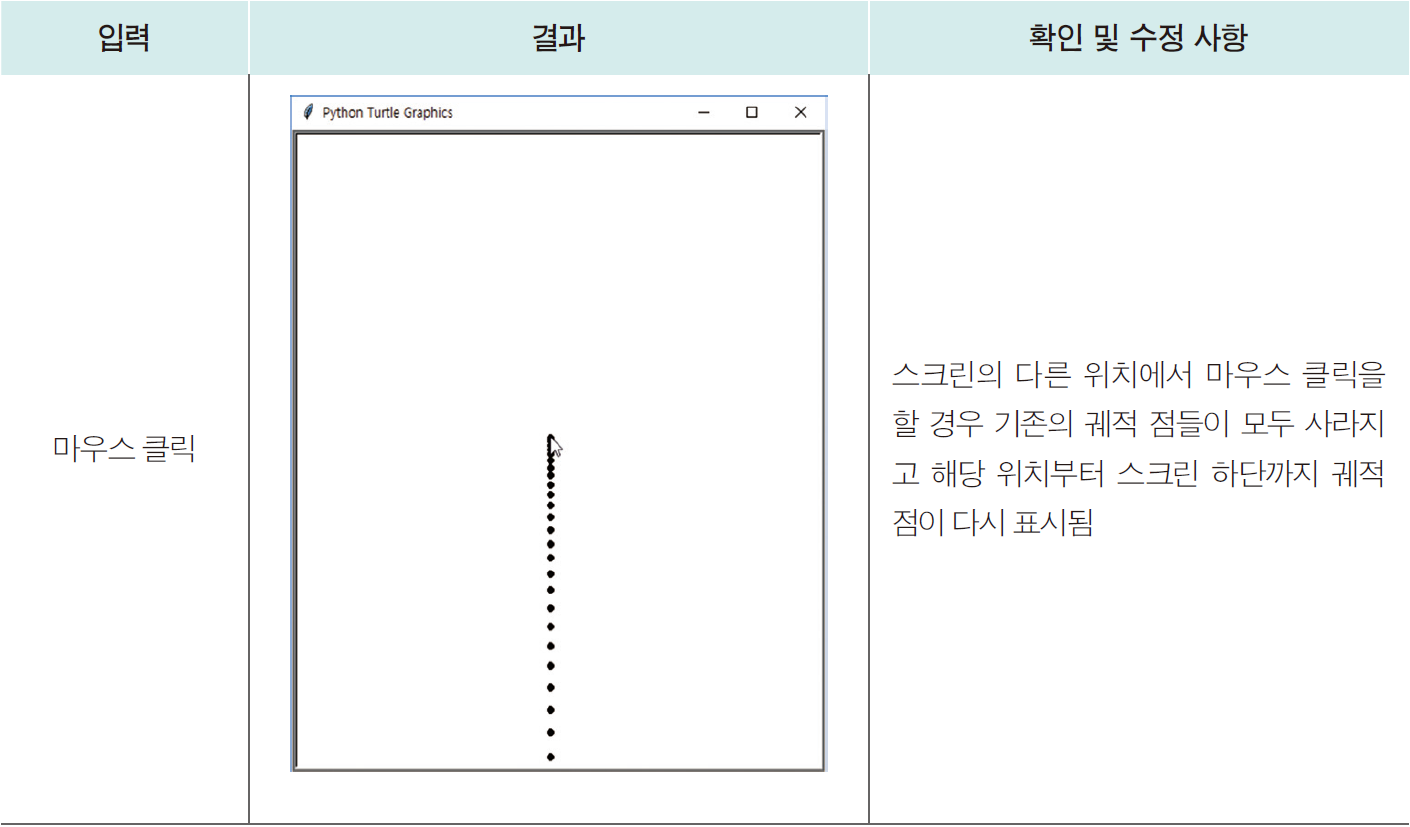 입력 결과 확인 및 수정 사항
Python Turtle Graphics
마우스 클릭
스크린의 다른 위치에서 마우스 클릭을
할 경우 기존의 궤적 점들이 모두 사라지
고 해당 위치부터 스크린 하단까지 궤적
점이 다시 표시됨